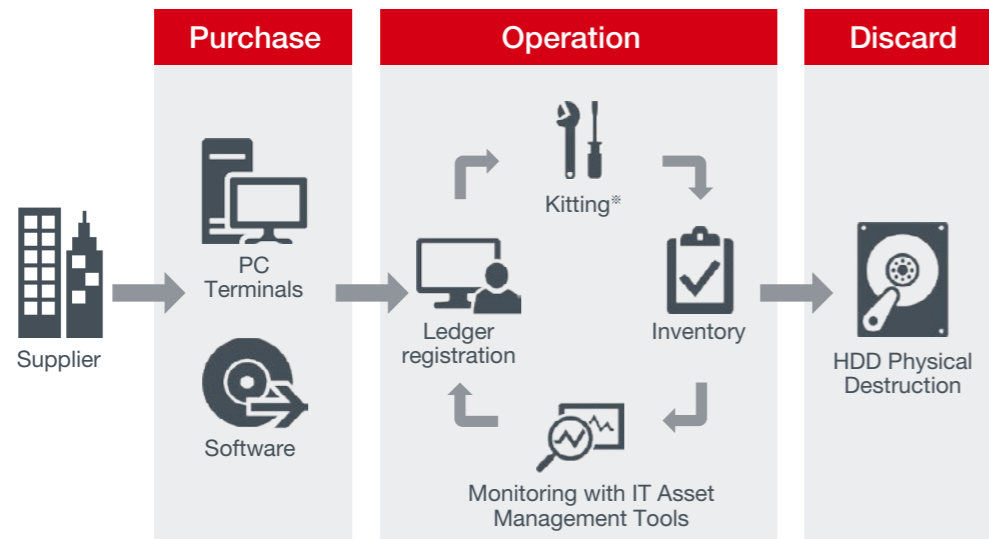 Purchase
Operation
Discard
Supplier
PC
Terminals
Software
Kitting※
Ledger
registration
Inventory
Monitoring with IT Asset
Management Tools
HDD Physical
Destruction